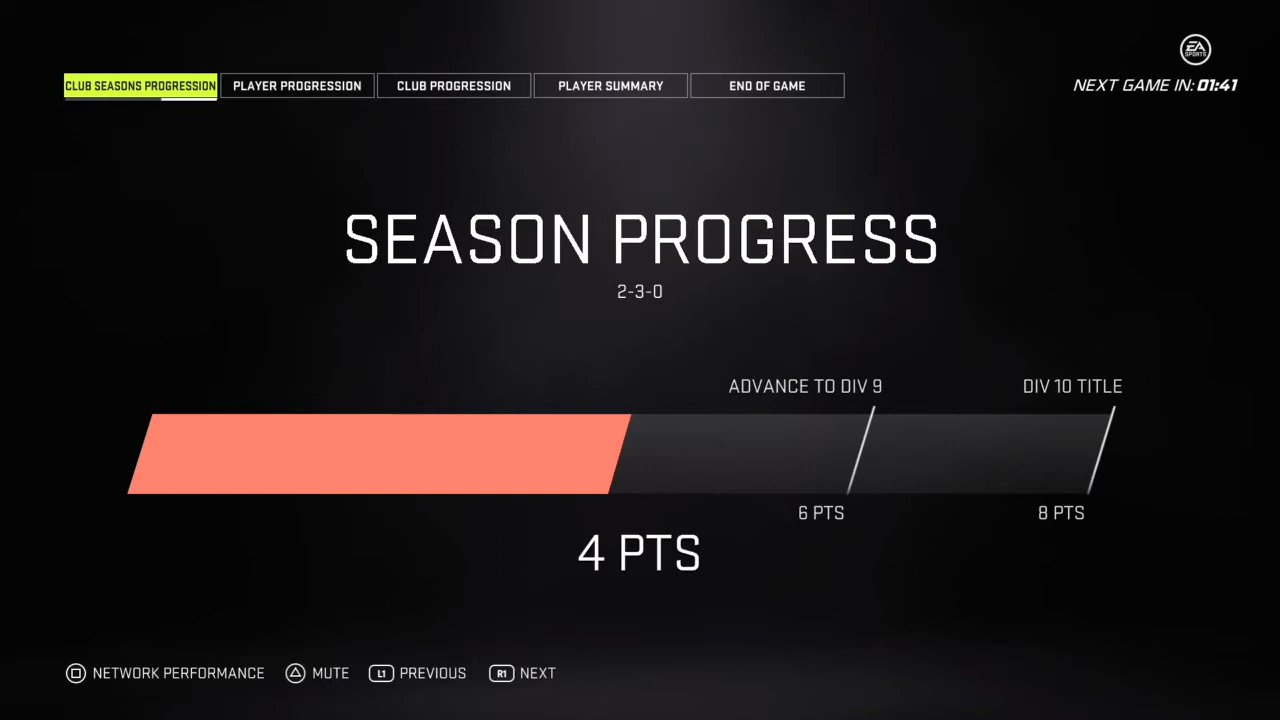 EA SPORTS
CLUB SEASONS PROGRESSION PLAYER PROGRESSION CLUB PROGRESSION PLAYER SUMMARY END OF GAME
NEXT GAME IN: 01:41
SEASON PROGRESS
2-3-0
ADVANCE TO DIV 9 DIV 10 TITLE
6 PTS 8 PTS
4 PTS
NETWORK PERFORMANCE MUTE L1 PREVIOUS R1 NEXT